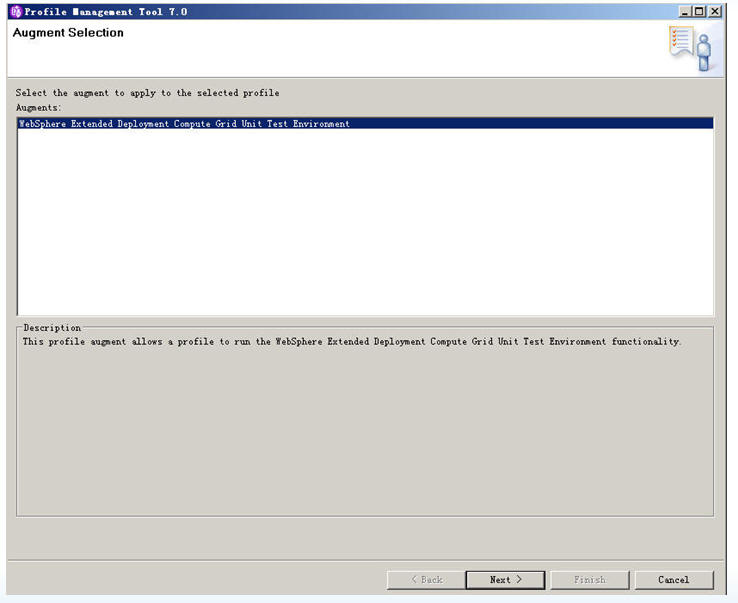 Profile Management Tool 7.0
Augment Selection
Select the augment to apply to the selected profile
Augments:
WebSphere Extended Deployment Compute Grid Unit Test Environment
Description
This profile augment allows a profile to run the WebSphere Extended Deployment Compute Grid Unit Test Environment functionality.
< Back Next > Finish Cancel